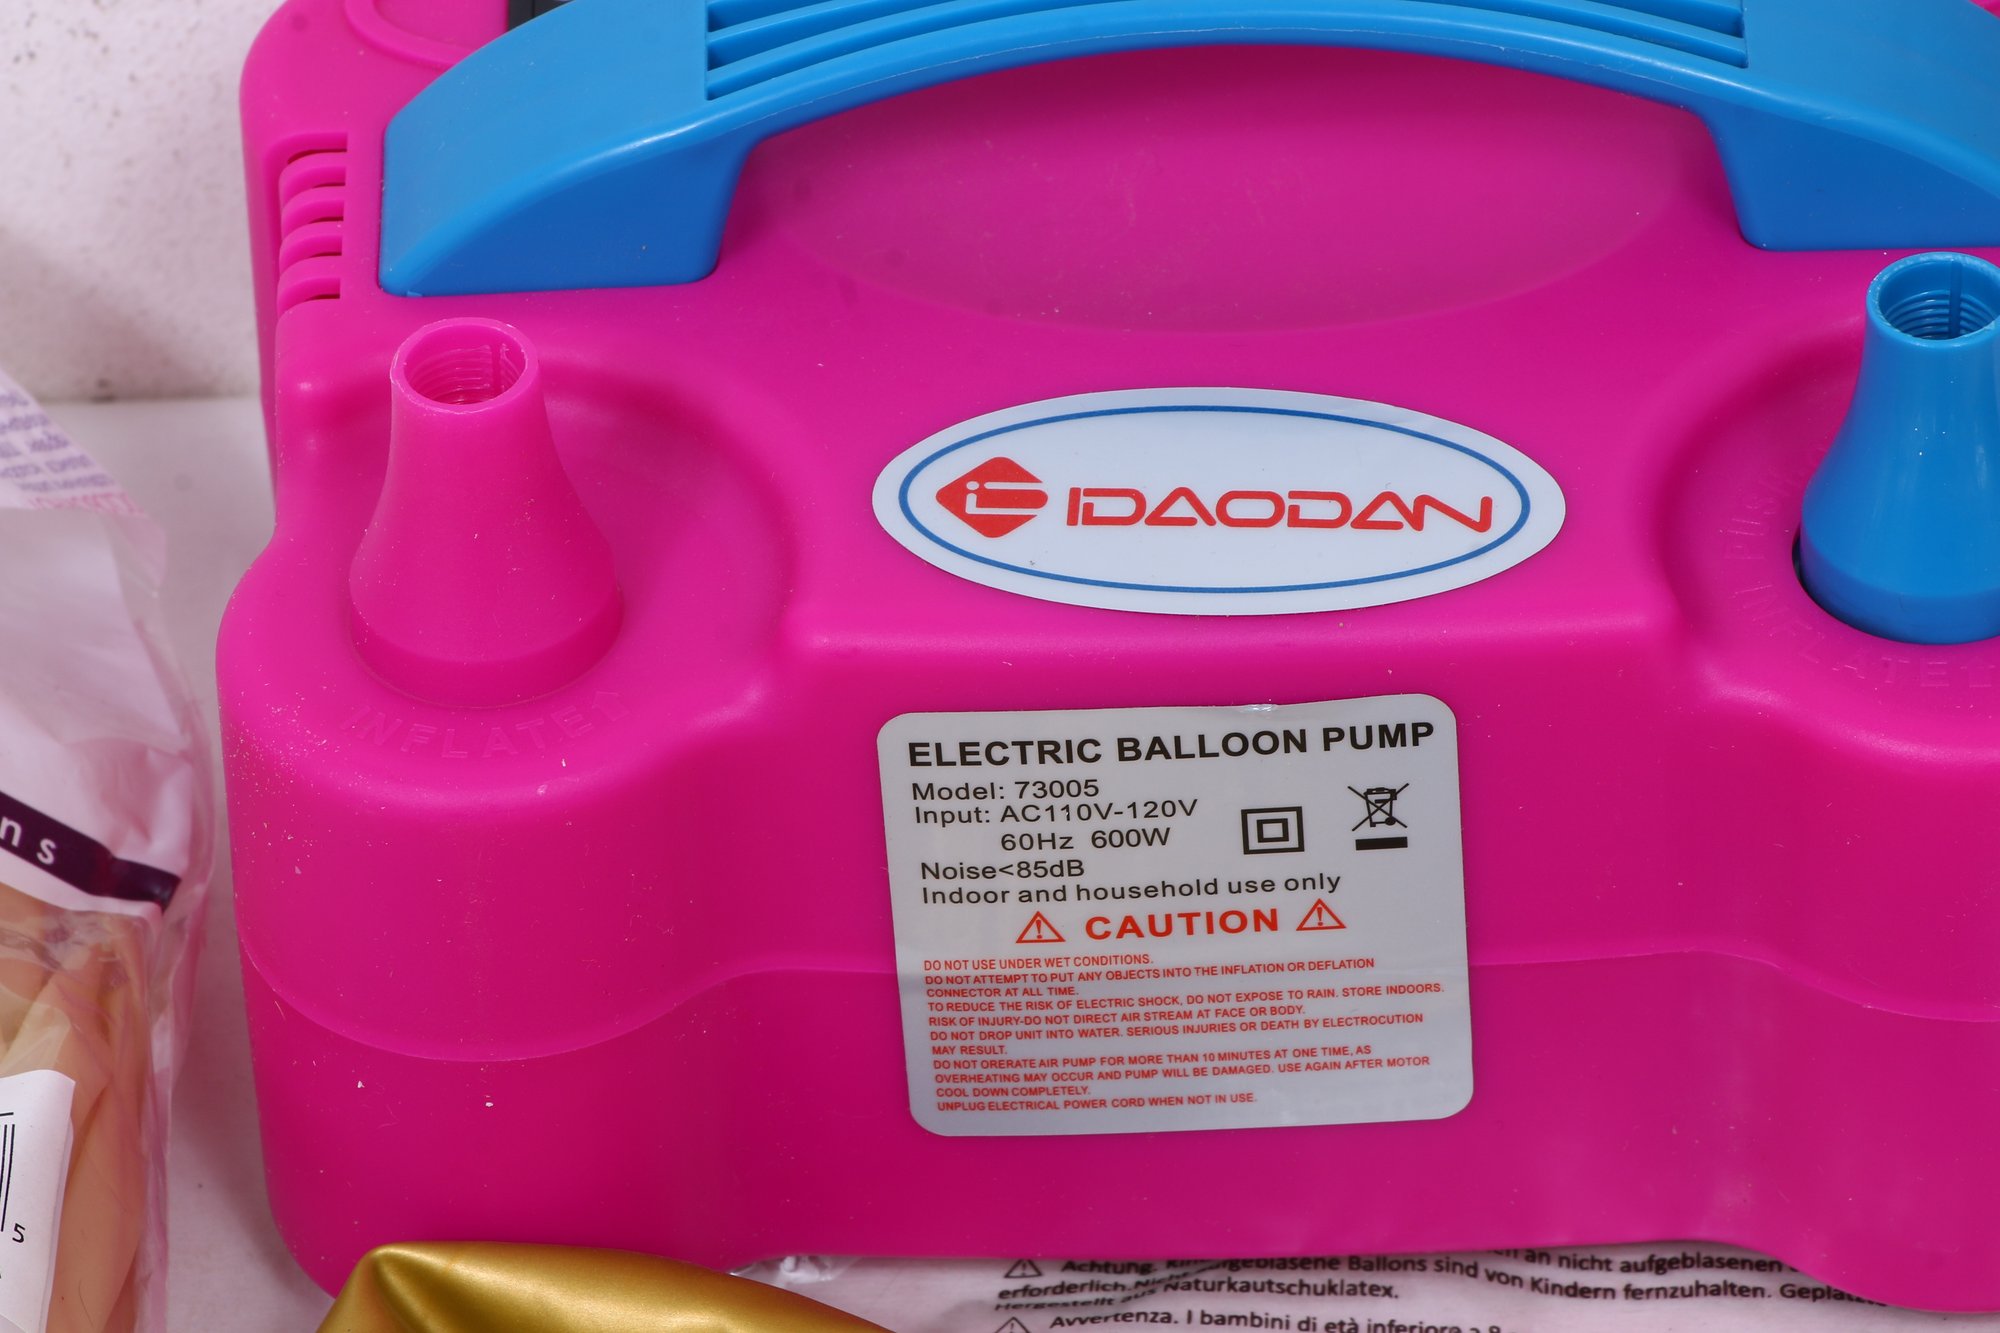 IDAODAN
INFLATE
ELECTRIC BALLOON PUMP
Model: 73005
Input: AC110V-120V
60Hz 600W
Noise<85dB
Indoor and household use only
CAUTION
DO NOT USE UNDER WET CONDITIONS.
DO NOT ATTEMPT TO PUT ANY OBJECTS INTO THE INFLATION OR DEFLATION
CONNECTOR AT ALL TIME.
TO REDUCE THE RISK OF ELECTRIC SHOCK, DO NOT EXPOSE TO RAIN. STORE INDOORS.
RISK OF INJURY-DO NOT DIRECT AIR STREAM AT FACE OR BODY.
DO NOT DROP UNIT INTO WATER. SERIOUS INJURIES OR DEATH BY ELECTROCUTION
MAY RESULT.
DO NOT ORERATE AIR PUMP FOR MORE THAN 10 MINUTES AT ONE TIME, AS
OVERHEATING MAY OCCUR AND PUMP WILL BE DAMAGED. USE AGAIN AFTER MOTOR
COOL DOWN COMPLETELY.
UNPLUG ELECTRICAL POWER CORD WHEN NOT IN USE.
ns
5
Achtung. Ballons sind von Kindern fernzuhalten.
an nicht aufgeblasenen
erforderlich. Naturkautschuklatex.
Hergestellt aus
Avvertenza. I bambini di età inferiore a 8